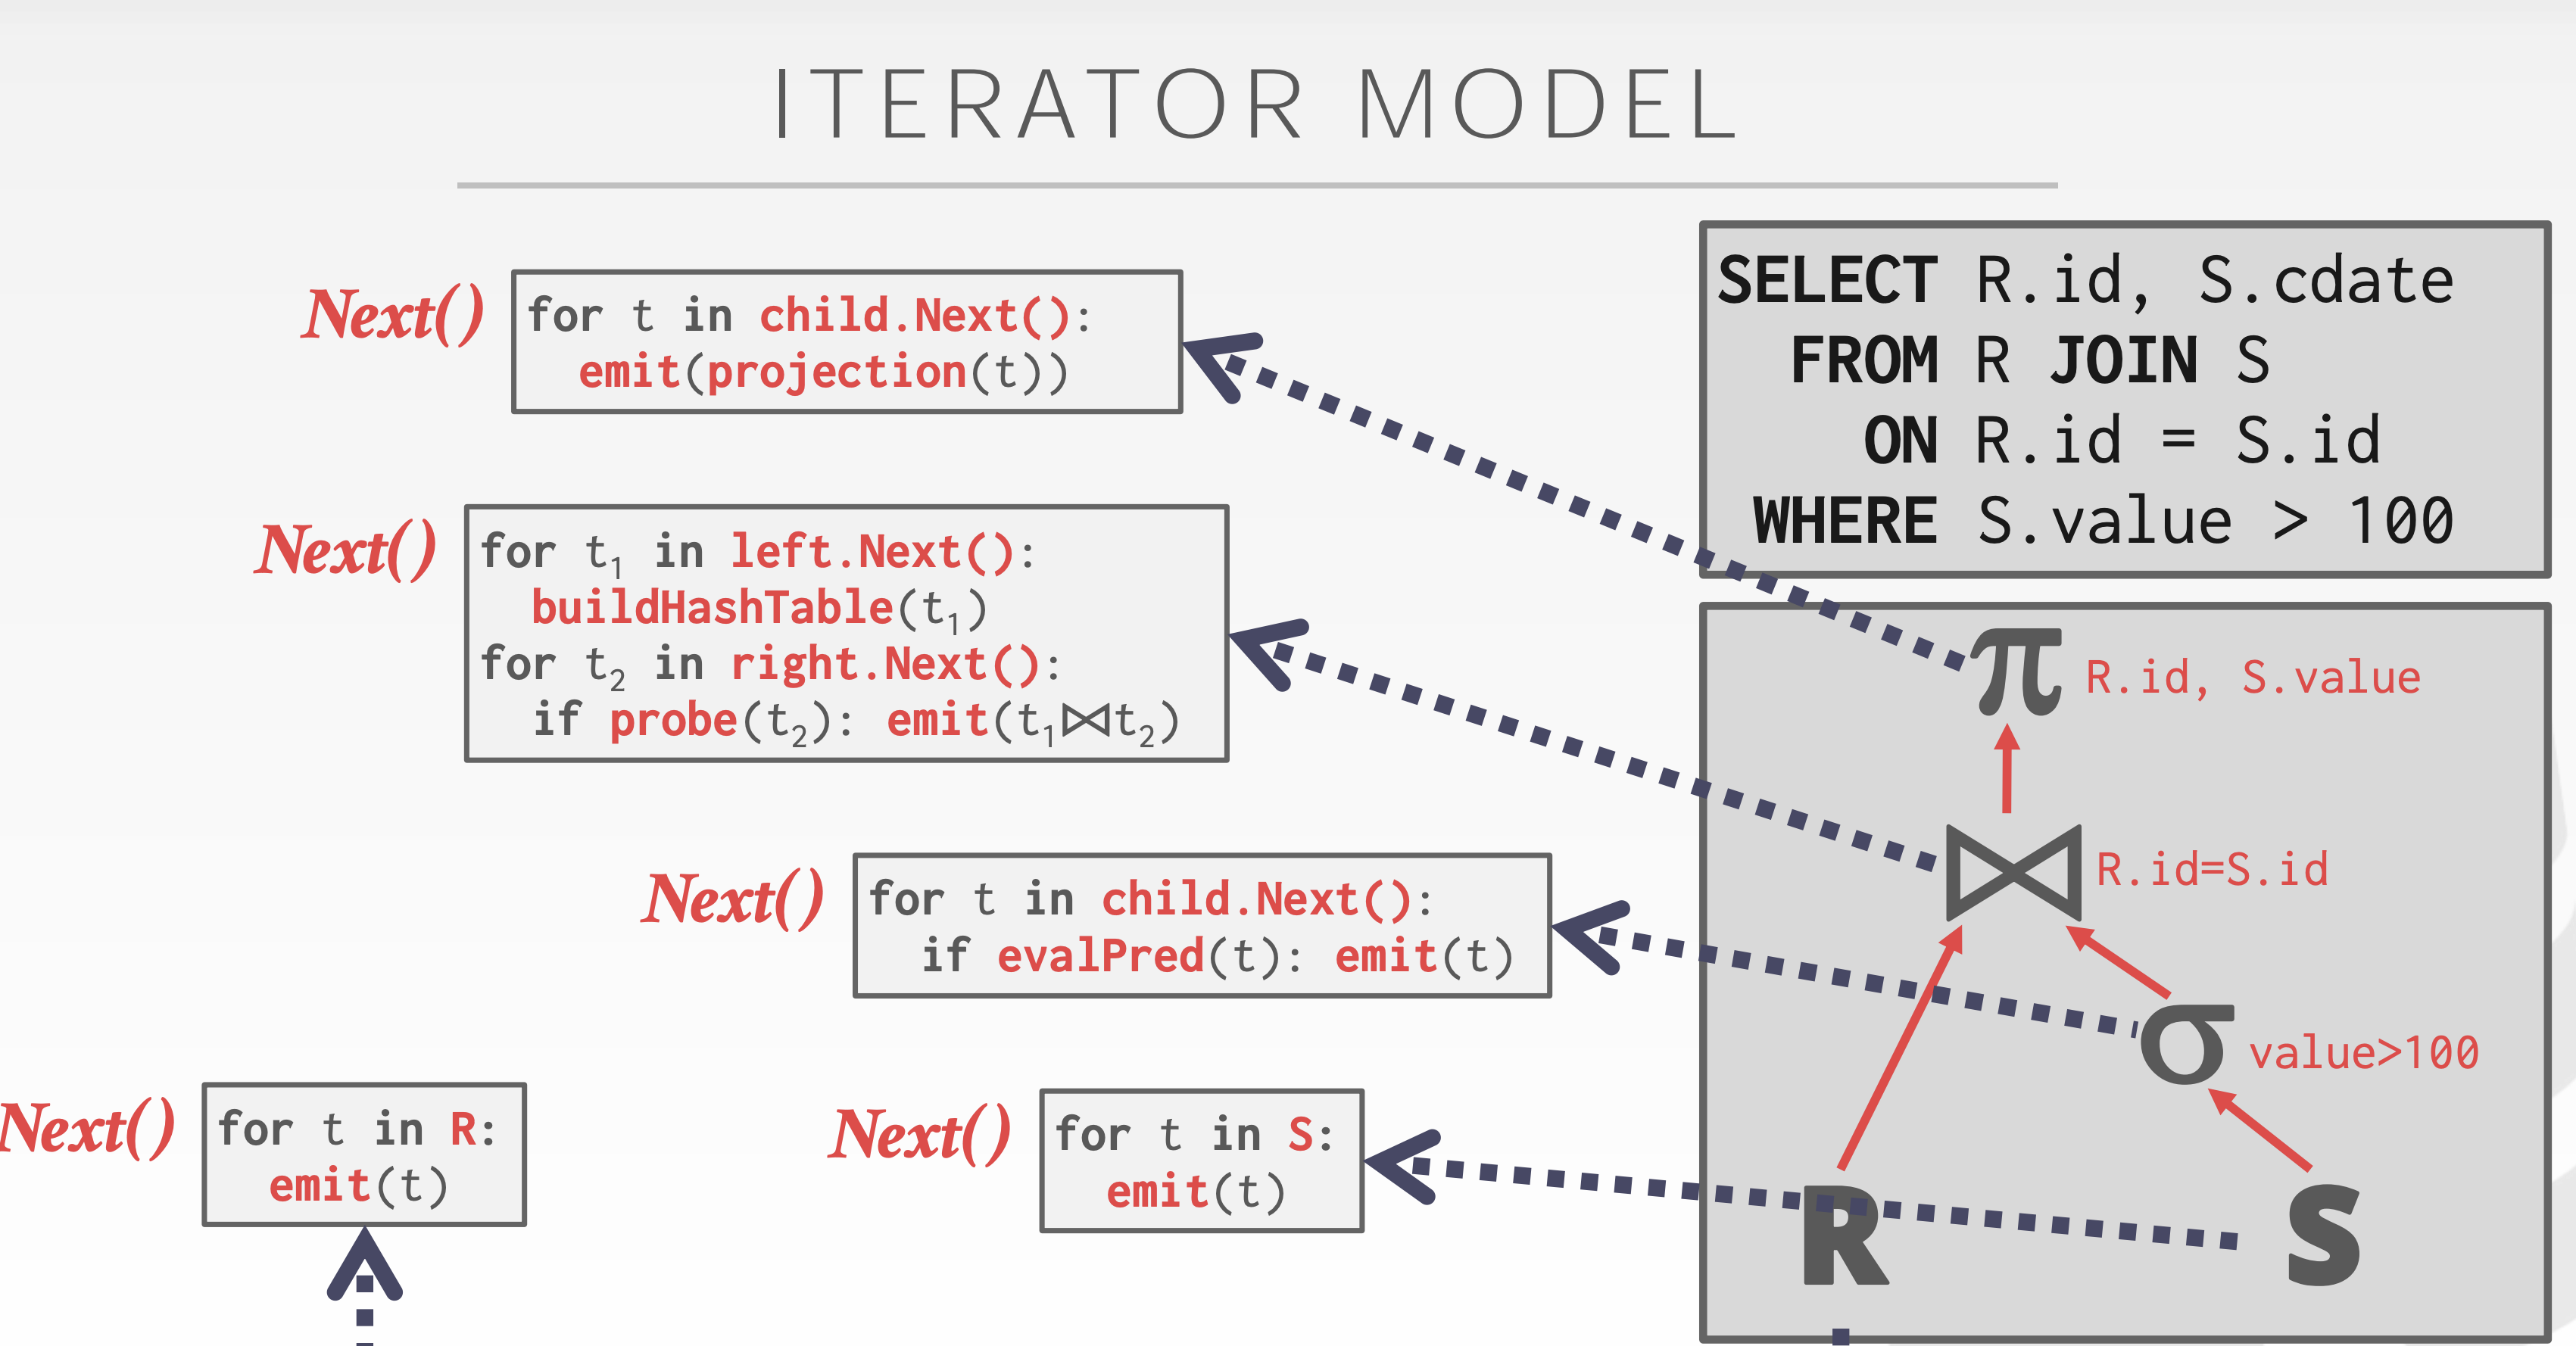 ITERATOR MODEL
Next()
for t in child.Next():
emit(projection(t))
Next()
for t₁ in left.Next():
buildHashTable(t₁)
for t₂ in right.Next():
if probe(t₂): emit(t₁⋈t₂)
Next()
for t in child.Next():
if evalPred(t): emit(t)
Next()
for t in R:
emit(t)
Next()
for t in S:
emit(t)
SELECT R.id, S.cdate
FROM R JOIN S
ON R.id = S.id
WHERE S.value > 100
π R.id, S.value
⋈ R.id=S.id
σ value>100
R S